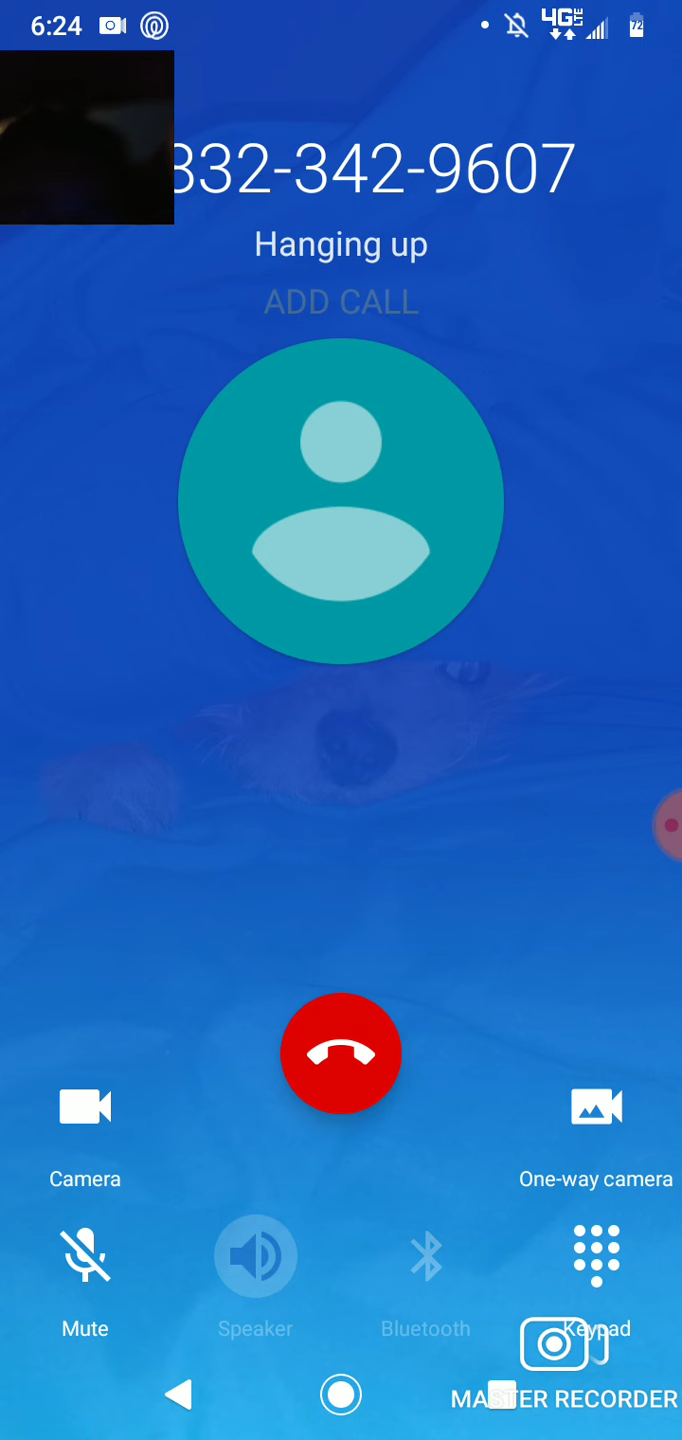 6:24 4G LTE 72
332-342-9607
Hanging up
ADD CALL
Camera
One-way camera
Mute
Speaker
Bluetooth
Keypad
MASTER RECORDER